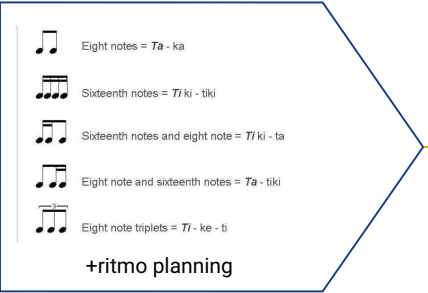 Eight notes = Ta - ka
Sixteenth notes = Ti ki - tiki
Sixteenth notes and eight note = Ti ki - ta
Eight note and sixteenth notes = Ta - tiki
3
Eight note triplets = Ti - ke - ti
+ritmo planning